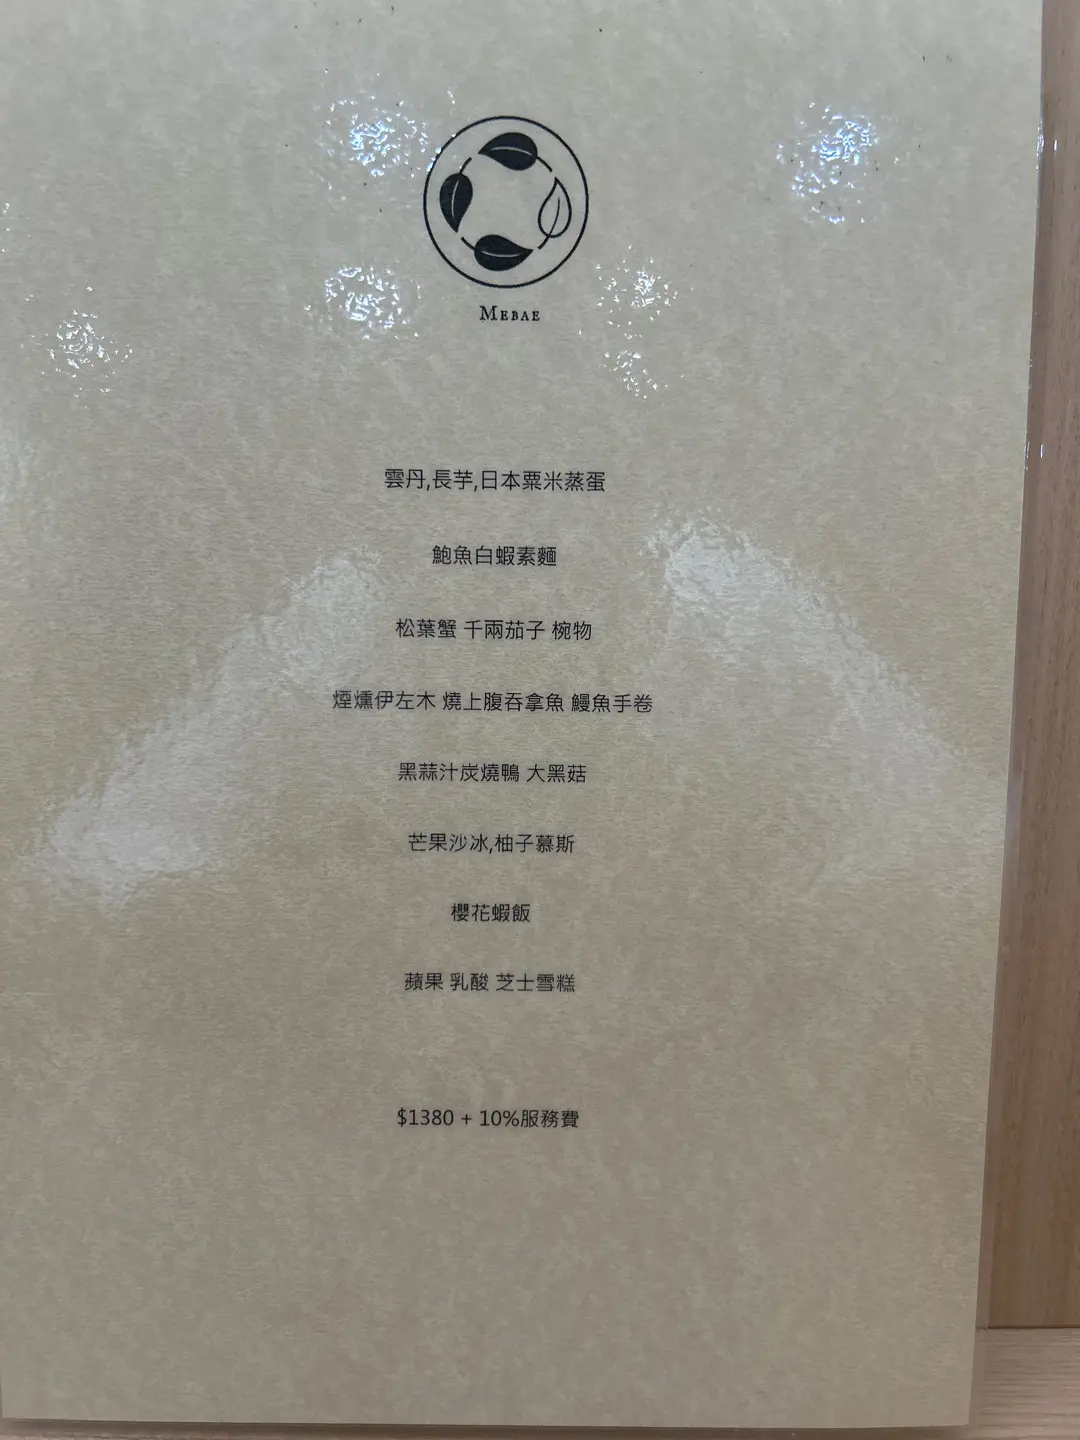 MEBAE
雲丹,長芋,日本粟米蒸蛋
鮑魚白蝦素麵
松葉蟹 千兩茄子 椀物
煙燻伊左木 燒上腹吞拿魚 鰻魚手卷
黑蒜汁炭燒鴨 大黑菇
芒果沙冰,柚子慕斯
櫻花蝦飯
蘋果 乳酸 芝士雪糕
$1380 + 10%服務費